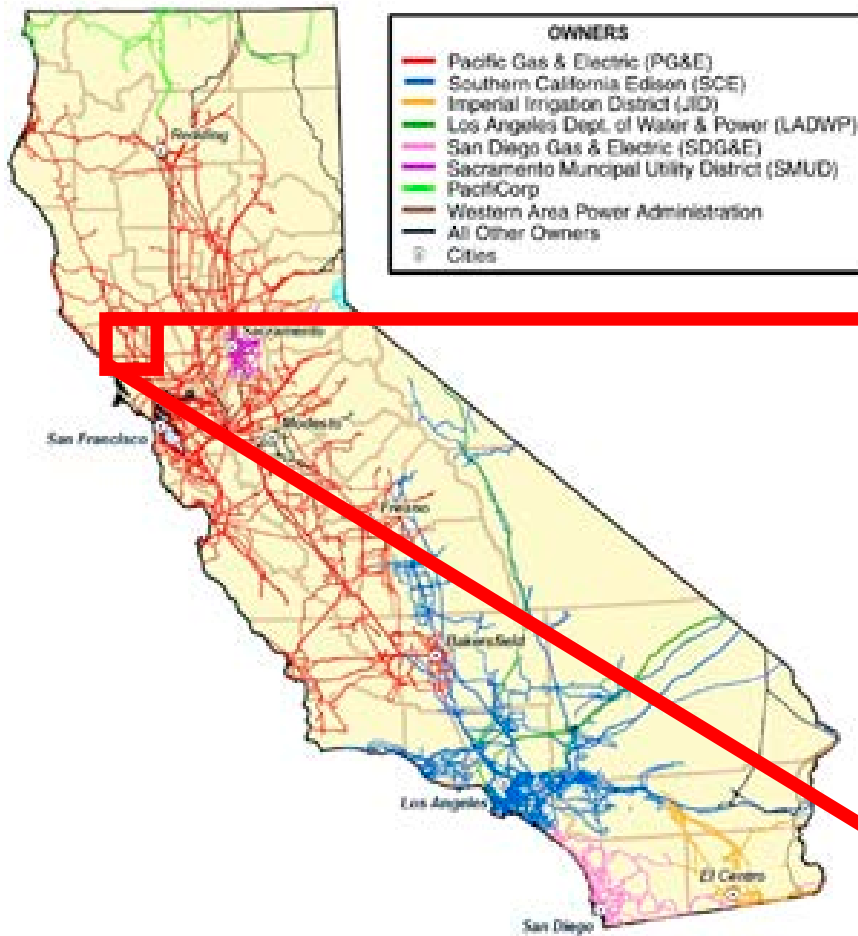 OWNERS
Pacific Gas & Electric (PG&E)
Southern California Edison (SCE)
Imperial Irrigation District (JID)
Los Angeles Dept. of Water & Power (LADWP)
San Diego Gas & Electric (SDG&E)
Sacramento Muncipal Utility District (SMUD)
PacifiCorp
Western Area Power Administration
All Other Owners
Cities
Redding
Sacramento
San Francisco
Modesto
Fresno
Bakersfield
Los Angeles
El Centro
San Diego